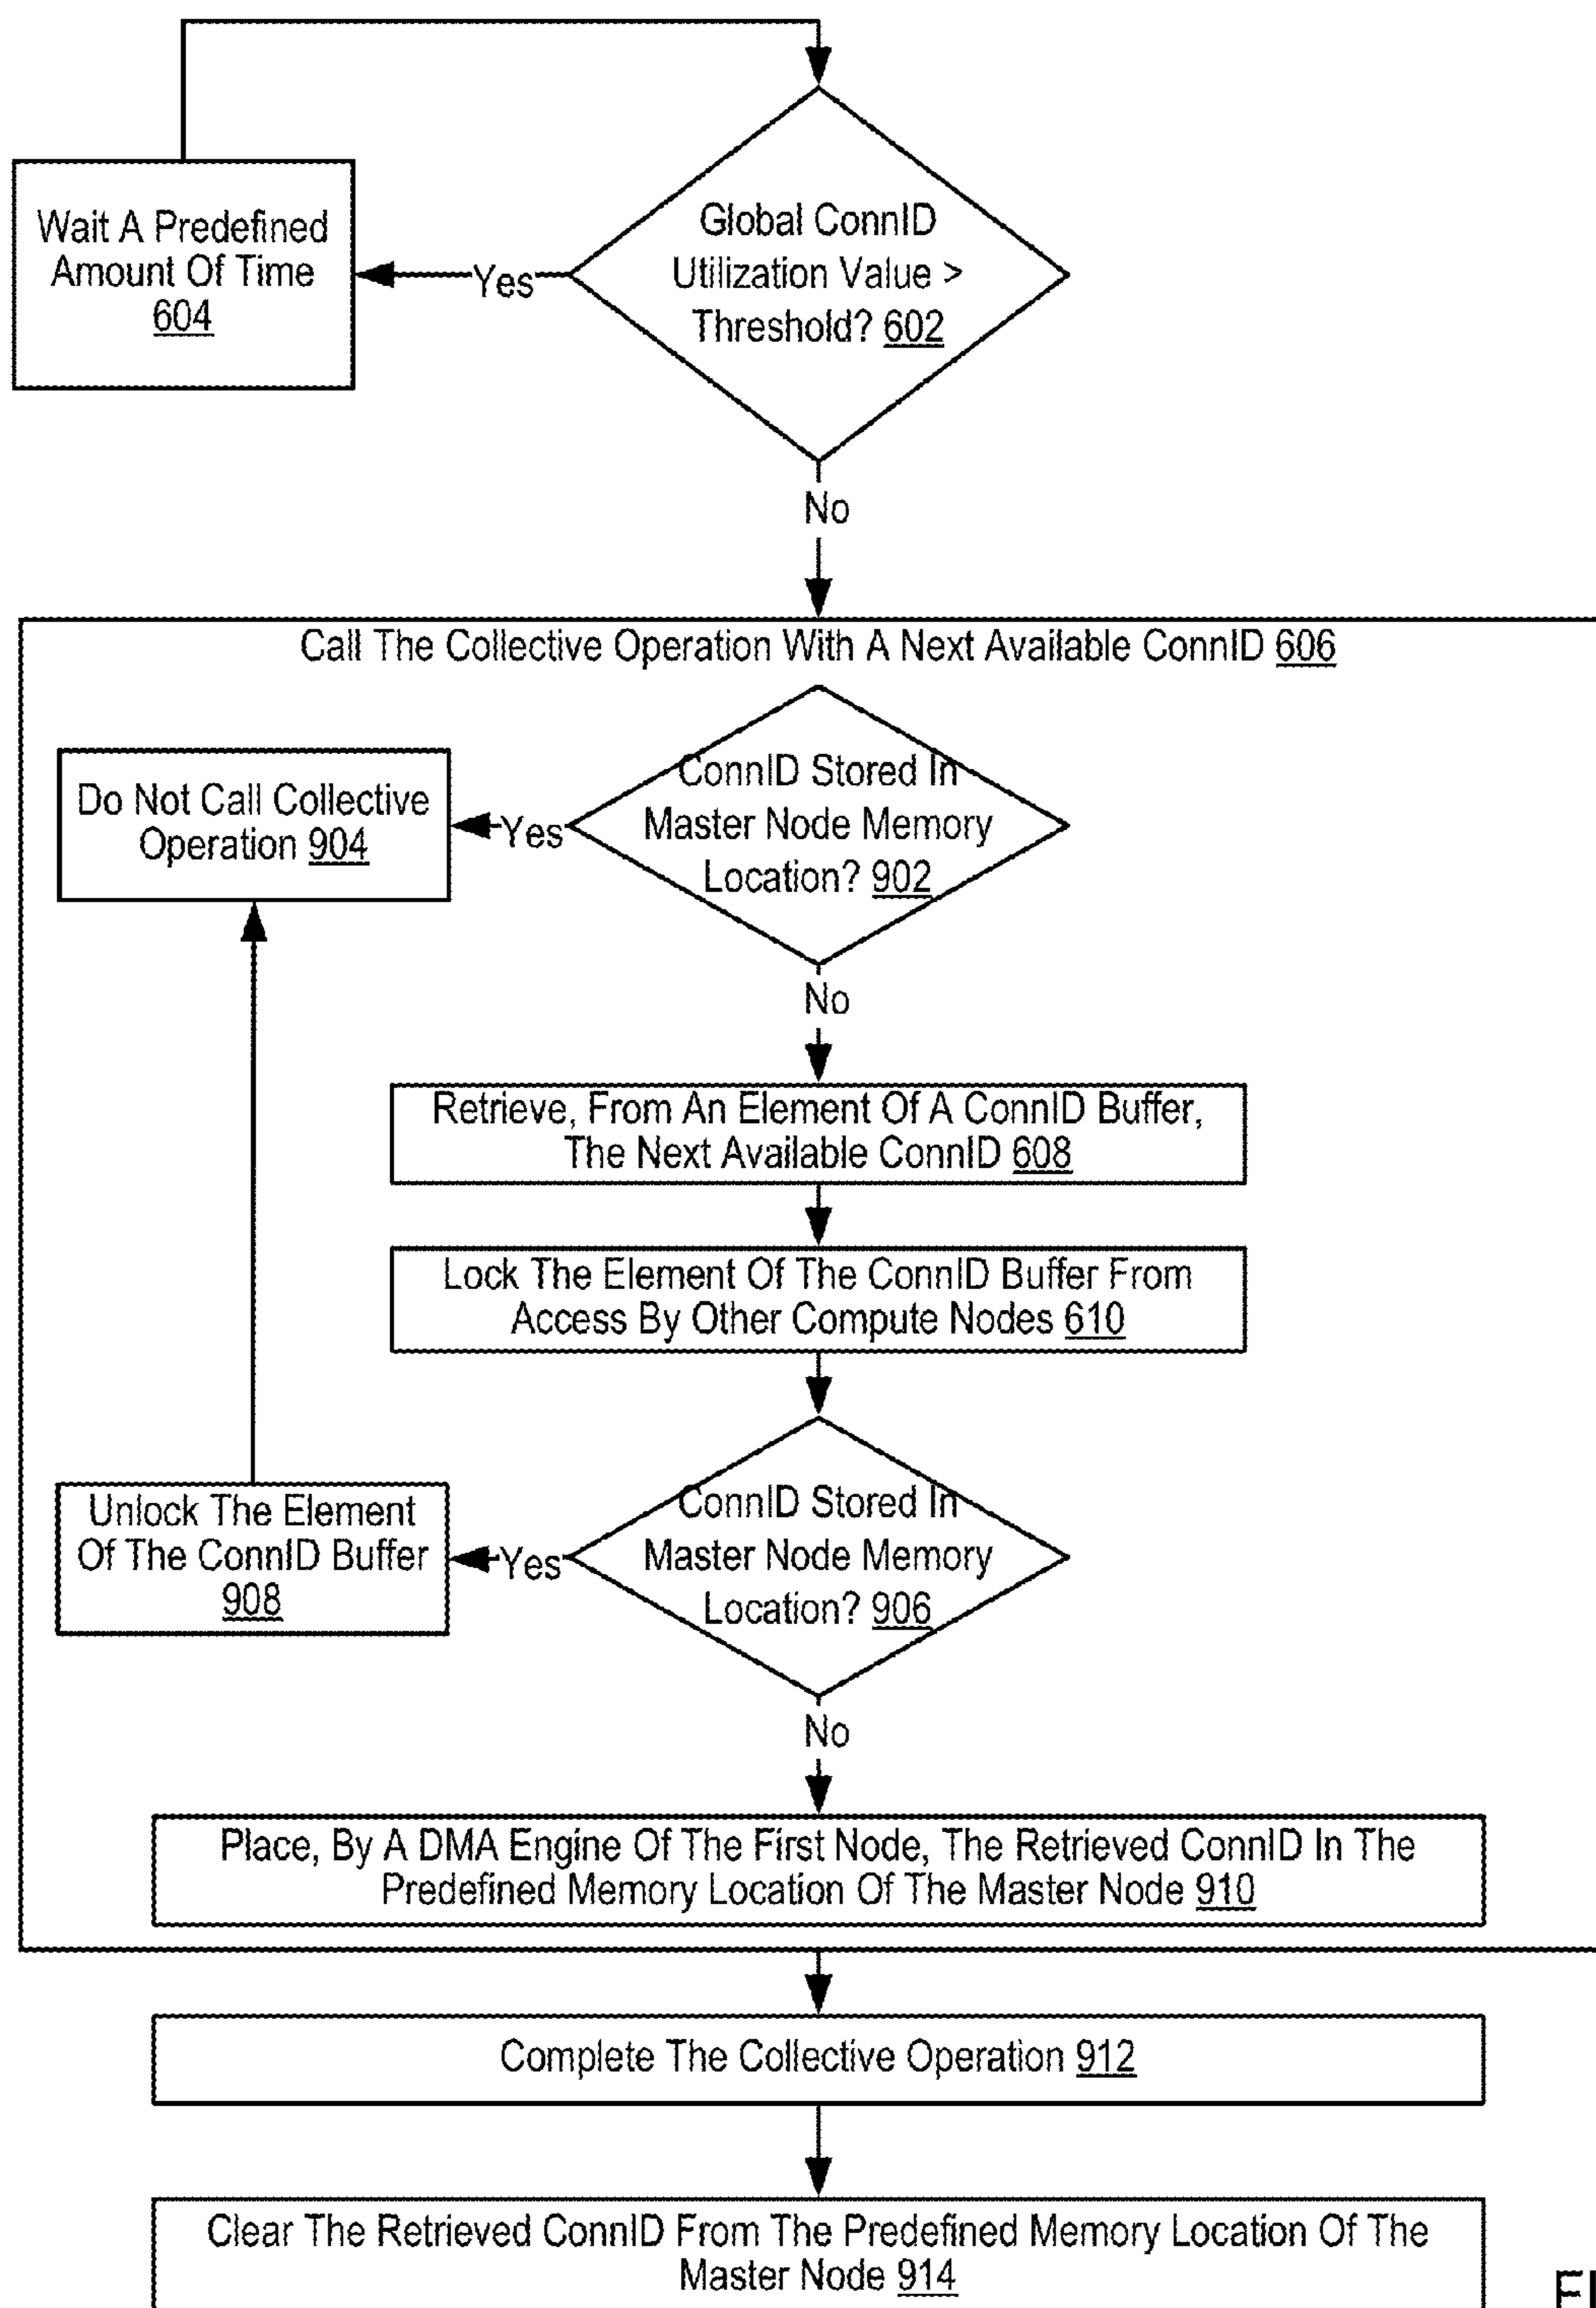 Global ConnID
Utilization Value >
Threshold? 602
Yes
Wait A Predefined
Amount Of Time
604
No
Call The Collective Operation With A Next Available ConnID 606
ConnID Stored In
Master Node Memory
Location? 902
Yes
Do Not Call Collective
Operation 904
No
Retrieve, From An Element Of A ConnID Buffer,
The Next Available ConnID 608
Lock The Element Of The ConnID Buffer From
Access By Other Compute Nodes 610
ConnID Stored In
Master Node Memory
Location? 906
Yes
Unlock The Element
Of The ConnID Buffer
908
No
Place, By A DMA Engine Of The First Node, The Retrieved ConnID In The
Predefined Memory Location Of The Master Node 910
Complete The Collective Operation 912
Clear The Retrieved ConnID From The Predefined Memory Location Of The
Master Node 914